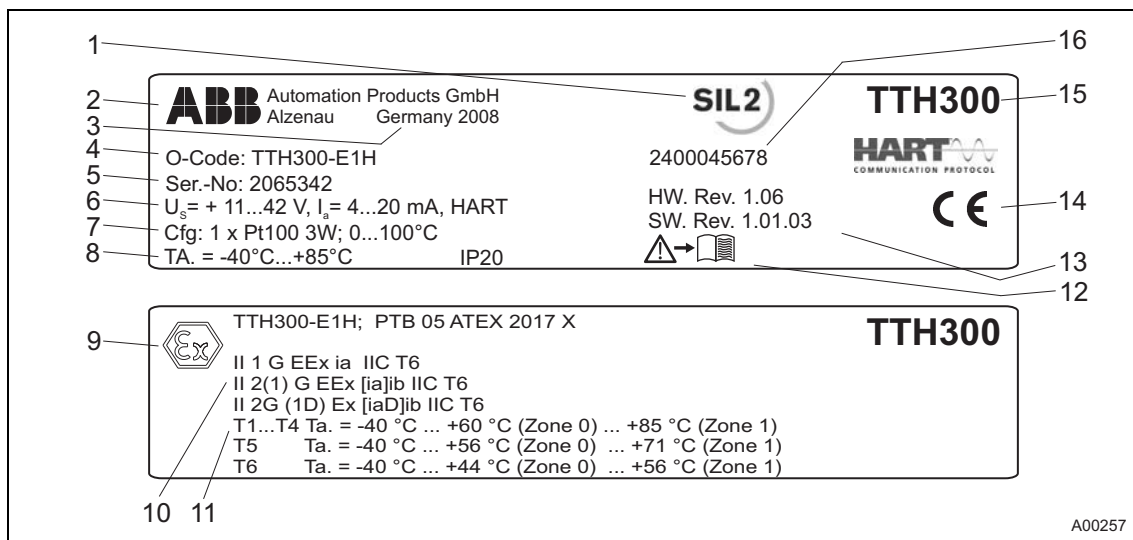 1
16
2
ABB Automation Products GmbH
SIL2
TTH300
15
3
Alzenau Germany 2008
4
O-Code: TTH300-E1H
2400045678
HART
COMMUNICATION PROTOCOL
5
Ser.-No: 2065342
6
Us= + 11...42 V, Ia= 4...20 mA, HART
HW. Rev. 1.06
CE
14
7
Cfg: 1 x Pt100 3W; 0...100°C
SW. Rev. 1.01.03
8
TA. = -40°C...+85°C IP20
13
12
9
Ex
TTH300-E1H; PTB 05 ATEX 2017 X
TTH300
II 1 G EEx ia IIC T6
II 2(1) G EEx [ia]ib IIC T6
II 2G (1D) Ex [iaD]ib IIC T6
T1...T4 Ta. = -40 °C ... +60 °C (Zone 0) ... +85 °C (Zone 1)
T5 Ta. = -40 °C ... +56 °C (Zone 0) ... +71 °C (Zone 1)
T6 Ta. = -40 °C ... +44 °C (Zone 0) ... +56 °C (Zone 1)
10 11
A00257